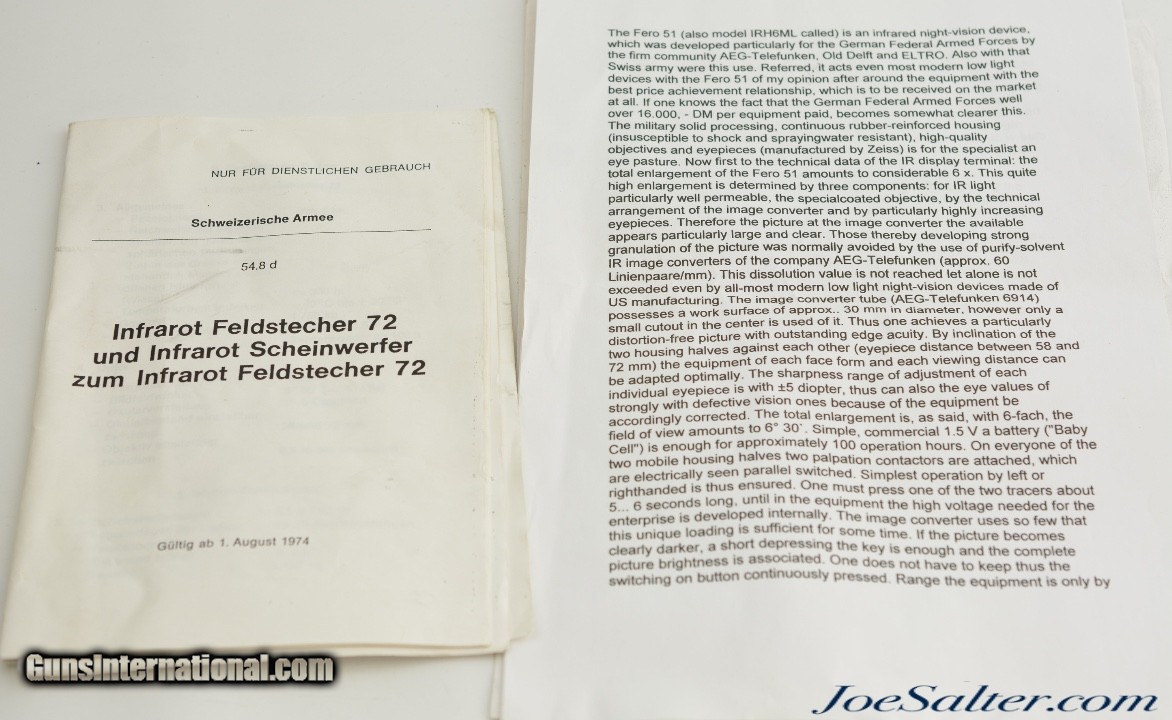 NUR FÜR DIENSTLICHEN GEBRAUCH
Schweizerische Armee
54.8 d
Infrarot Feldstecher 72
und Infrarot Scheinwerfer
zum Infrarot Feldstecher 72
Gültig ab 1. August 1974
The Fero 51 (also model IRH6ML called) is an infrared night-vision device,
which was developed particularly for the German Federal Armed Forces by
the firm community AEG-Telefunken, Old Delft and ELTRO. Also with that
Swiss army were this use. Referred, it acts even most modern low light
devices with the Fero 51 of my opinion after around the equipment with the
best price achievement relationship, which is to be received on the market
at all. If one knows the fact that the German Federal Armed Forces well
over 16.000, - DM per equipment paid, becomes somewhat clearer this.
The military solid processing, continuous rubber-reinforced housing
(insusceptible to shock and sprayingwater resistant), high-quality
objectives and eyepieces (manufactured by Zeiss) is for the specialist an
eye pasture. Now first to the technical data of the IR display terminal: the
total enlargement of the Fero 51 amounts to considerable 6 x. This quite
high enlargement is determined by three components: for IR light
particularly well permeable, the specialcoated objective, by the technical
arrangement of the image converter and by particularly highly increasing
eyepieces. Therefore the picture at the image converter the available
appears particularly large and clear. Those thereby developing strong
granulation of the picture was normally avoided by the use of purify-solvent
IR image converters of the company AEG-Telefunken (approx. 60
Linienpaare/mm). This dissolution value is not reached let alone is not
exceeded even by all-most modern low light night-vision devices made of
US manufacturing. The image converter tube (AEG-Telefunken 6914)
possesses a work surface of approx.. 30 mm in diameter, however only a
small cutout in the center is used of it. Thus one achieves a particularly
distortion-free picture with outstanding edge acuity. By inclination of the
two housing halves against each other (eyepiece distance between 58 and
72 mm) the equipment of each face form and each viewing distance can
be adapted optimally. The sharpness range of adjustment of each
individual eyepiece is with ±5 diopter, thus can also the eye values of
strongly with defective vision ones because of the equipment be
accordingly corrected. The total enlargement is, as said, with 6-fach, the
field of view amounts to 6° 30´. Simple, commercial 1.5 V a battery ("Baby
Cell") is enough for approximately 100 operation hours. On everyone of the
two mobile housing halves two palpation contactors are attached, which
are electrically seen parallel switched. Simplest operation by left or
righthanded is thus ensured. One must press one of the two tracers about
5... 6 seconds long, until in the equipment the high voltage needed for the
enterprise is developed internally. The image converter uses so few that
this unique loading is sufficient for some time. If the picture becomes
clearly darker, a short depressing the key is enough and the complete
picture brightness is associated. One does not have to keep thus the
switching on button continuously pressed. Range the equipment is only by
GunsInternational.com
JoeSalter.com